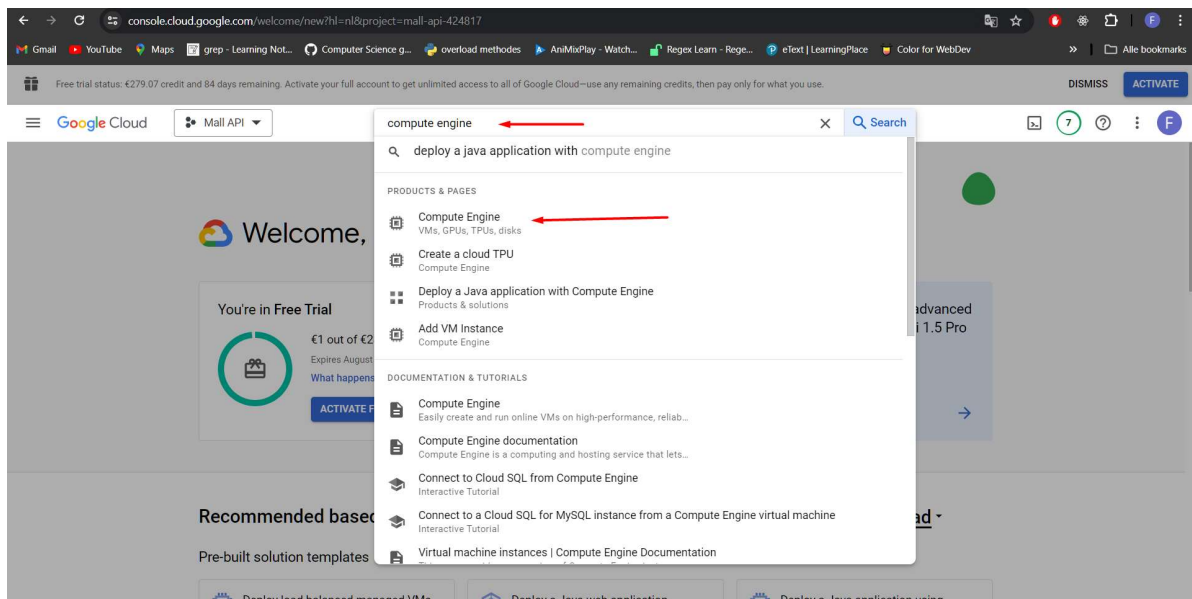 console.cloud.google.com/welcome/new?hl=nl&project=mall-api-424817
F
Gmail YouTube Maps grep - Learning Not... Computer Science g... overload methodes AniMixPlay - Watch... Regex Learn - Rege... eText | LearningPlace Color for WebDev » Alle bookmarks
Free trial status: €279.07 credit and 84 days remaining. Activate your full account to get unlimited access to all of Google Cloud—use any remaining credits, then pay only for what you use. DISMISS ACTIVATE
Google Cloud Mall API compute engine Search 7 F
deploy a java application with compute engine
PRODUCTS & PAGES
Compute Engine
VMs, GPUs, TPUs, disks
Create a cloud TPU
Compute Engine
Deploy a Java application with Compute Engine
Products & solutions
Add VM Instance
Compute Engine
DOCUMENTATION & TUTORIALS
Compute Engine
Easily create and run online VMs on high-performance, reliab...
Compute Engine documentation
Compute Engine is a computing and hosting service that lets...
Connect to Cloud SQL from Compute Engine
Interactive Tutorial
Connect to a Cloud SQL for MySQL instance from a Compute Engine virtual machine
Interactive Tutorial
Virtual machine instances | Compute Engine Documentation
Welcome,
You're in Free Trial
€1 out of €2
Expires August
What happens
ACTIVATE F
advanced
i 1.5 Pro
Recommended based
ad
Pre-built solution templates